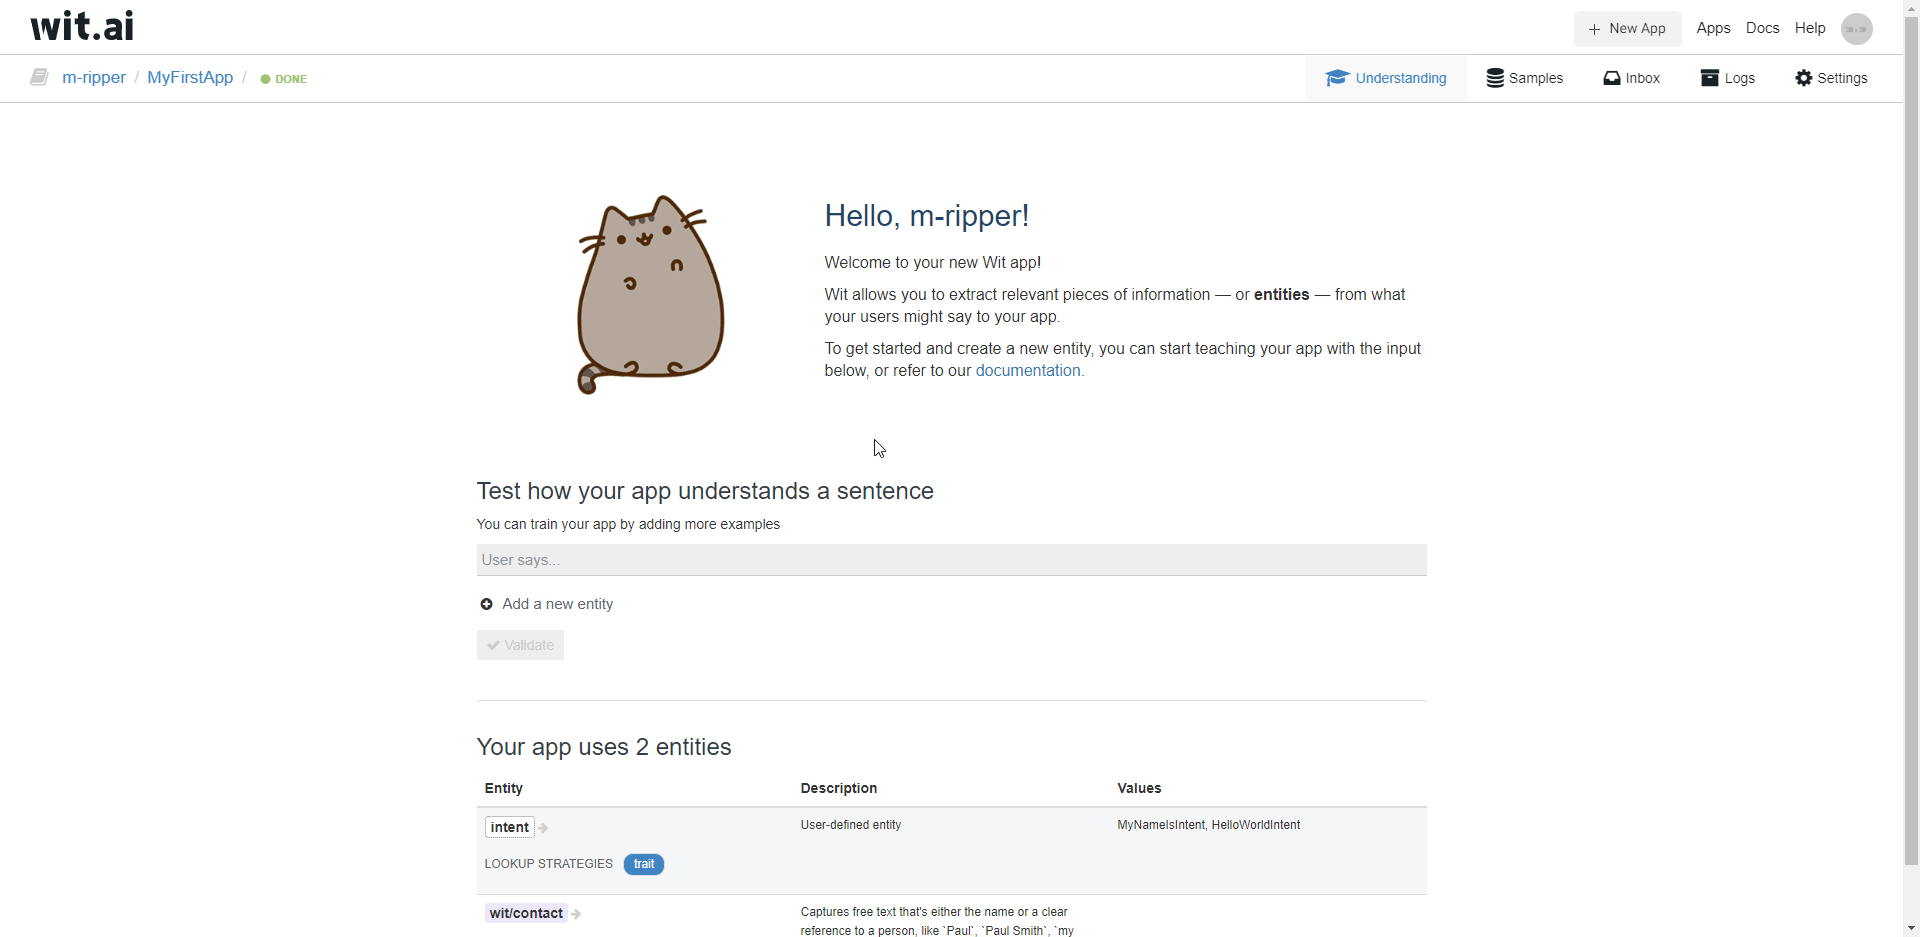 wit.ai
New App Apps Docs Help
m-ripper / MyFirstApp / DONE
Understanding Samples Inbox Logs Settings
Hello, m-ripper!
Welcome to your new Wit app!
Wit allows you to extract relevant pieces of information — or entities — from what
your users might say to your app.
To get started and create a new entity, you can start teaching your app with the input
below, or refer to our documentation.
Test how your app understands a sentence
You can train your app by adding more examples
User says...
Add a new entity
Validate
Your app uses 2 entities
Entity Description Values
intent User-defined entity MyNameIsIntent, HelloWorldIntent
LOOKUP STRATEGIES trait
wit/contact Captures free text that's either the name or a clear
reference to a person, like `Paul`, `Paul Smith`, `my